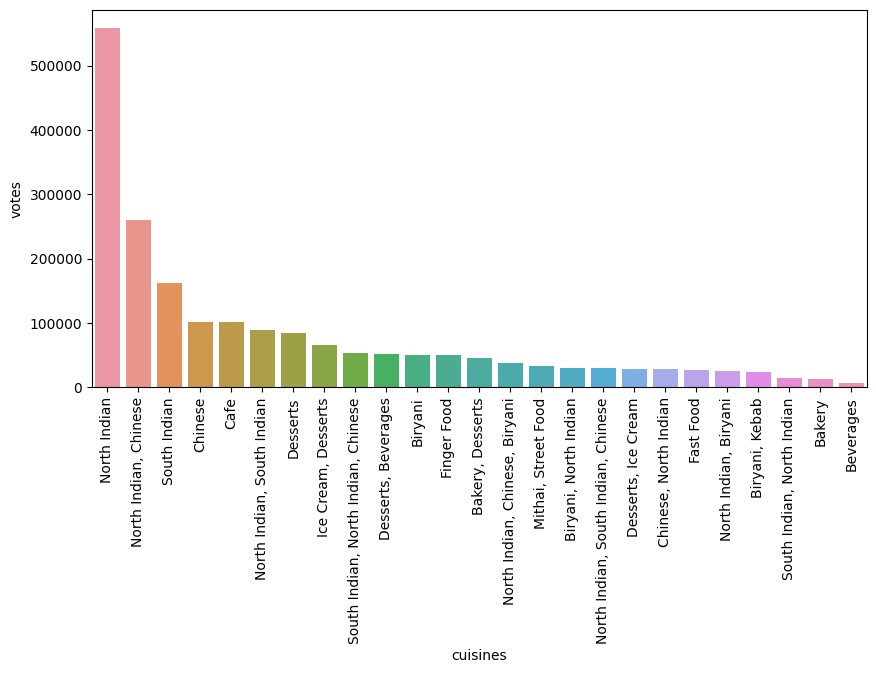 500000
400000
300000
200000
100000
0
votes
North Indian
North Indian, Chinese
South Indian
Chinese
Cafe
North Indian, South Indian
Desserts
Ice Cream, Desserts
South Indian, North Indian, Chinese
Desserts, Beverages
Biryani
Finger Food
Bakery, Desserts
North Indian, Chinese, Biryani
Mithai, Street Food
Biryani, North Indian
North Indian, South Indian, Chinese
Desserts, Ice Cream
Chinese, North Indian
Fast Food
North Indian, Biryani
Biryani, Kebab
South Indian, North Indian
Bakery
Beverages
cuisines